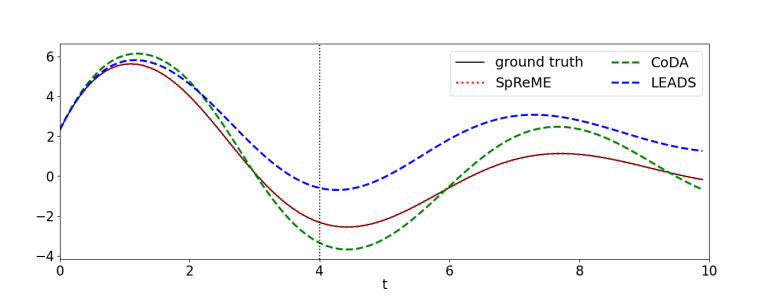 ground truth
SpReME
CoDA
LEADS
6
4
2
0
−2
−4
0 2 4 6 8 10
t